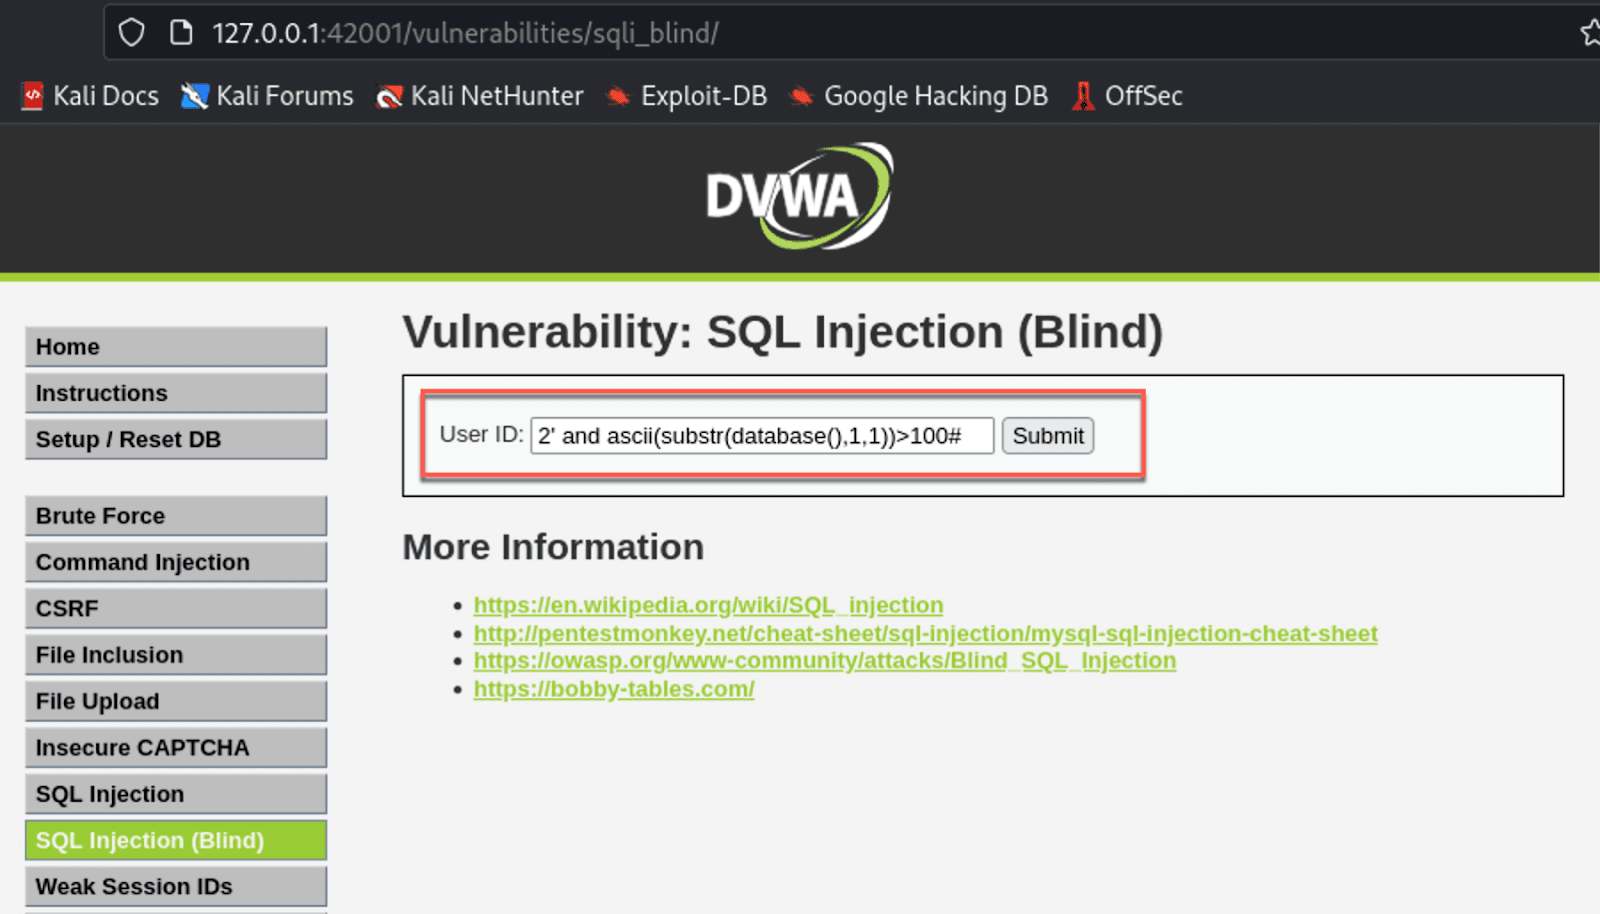 127.0.0.1:42001/vulnerabilities/sqli_blind/
Kali Docs Kali Forums Kali NetHunter Exploit-DB Google Hacking DB OffSec
DVWA
Home
Instructions
Setup / Reset DB
Brute Force
Command Injection
CSRF
File Inclusion
File Upload
Insecure CAPTCHA
SQL Injection
SQL Injection (Blind)
Weak Session IDs
Vulnerability: SQL Injection (Blind)
User ID: 2' and ascii(substr(database(),1,1))>100# Submit
More Information
https://en.wikipedia.org/wiki/SQL_injection
http://pentestmonkey.net/cheat-sheet/sql-injection/mysql-sql-injection-cheat-sheet
https://owasp.org/www-community/attacks/Blind_SQL_Injection
https://bobby-tables.com/